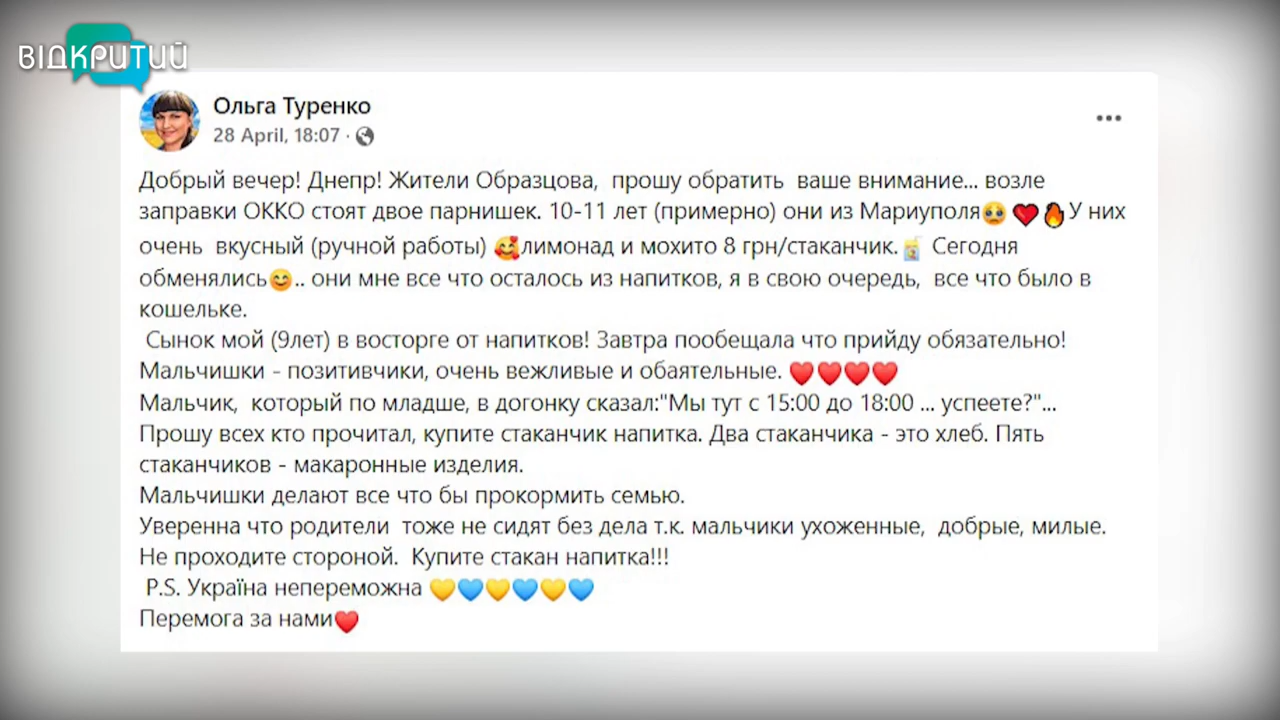 ВІДКРИТИЙ
Ольга Туренко
28 April, 18:07 ·
Добрый вечер! Днепр! Жители Образцова, прошу обратить ваше внимание... возле
заправки ОККО стоят двое парнишек. 10-11 лет (примерно) они из Мариуполя🥺 ❤️🔥У них
очень вкусный (ручной работы) 🥰лимонад и мохито 8 грн/стаканчик.🧃 Сегодня
обменялись😊.. они мне все что осталось из напитков, я в свою очередь, все что было в
кошельке.
Сынок мой (9лет) в восторге от напитков! Завтра пообещала что прийду обязательно!
Мальчишки - позитивчики, очень вежливые и обаятельные. ❤️❤️❤️❤️
Мальчик, который по младше, в догонку сказал:"Мы тут с 15:00 до 18:00 ... успеете?"...
Прошу всех кто прочитал, купите стаканчик напитка. Два стаканчика - это хлеб. Пять
стаканчиков - макаронные изделия.
Мальчишки делают все что бы прокормить семью.
Уверенна что родители тоже не сидят без дела т.к. мальчики ухоженные, добрые, милые.
Не проходите стороной. Купите стакан напитка!!!
P.S. Україна непереможна 💛💙💛💙💛💙
Перемога за нами❤️